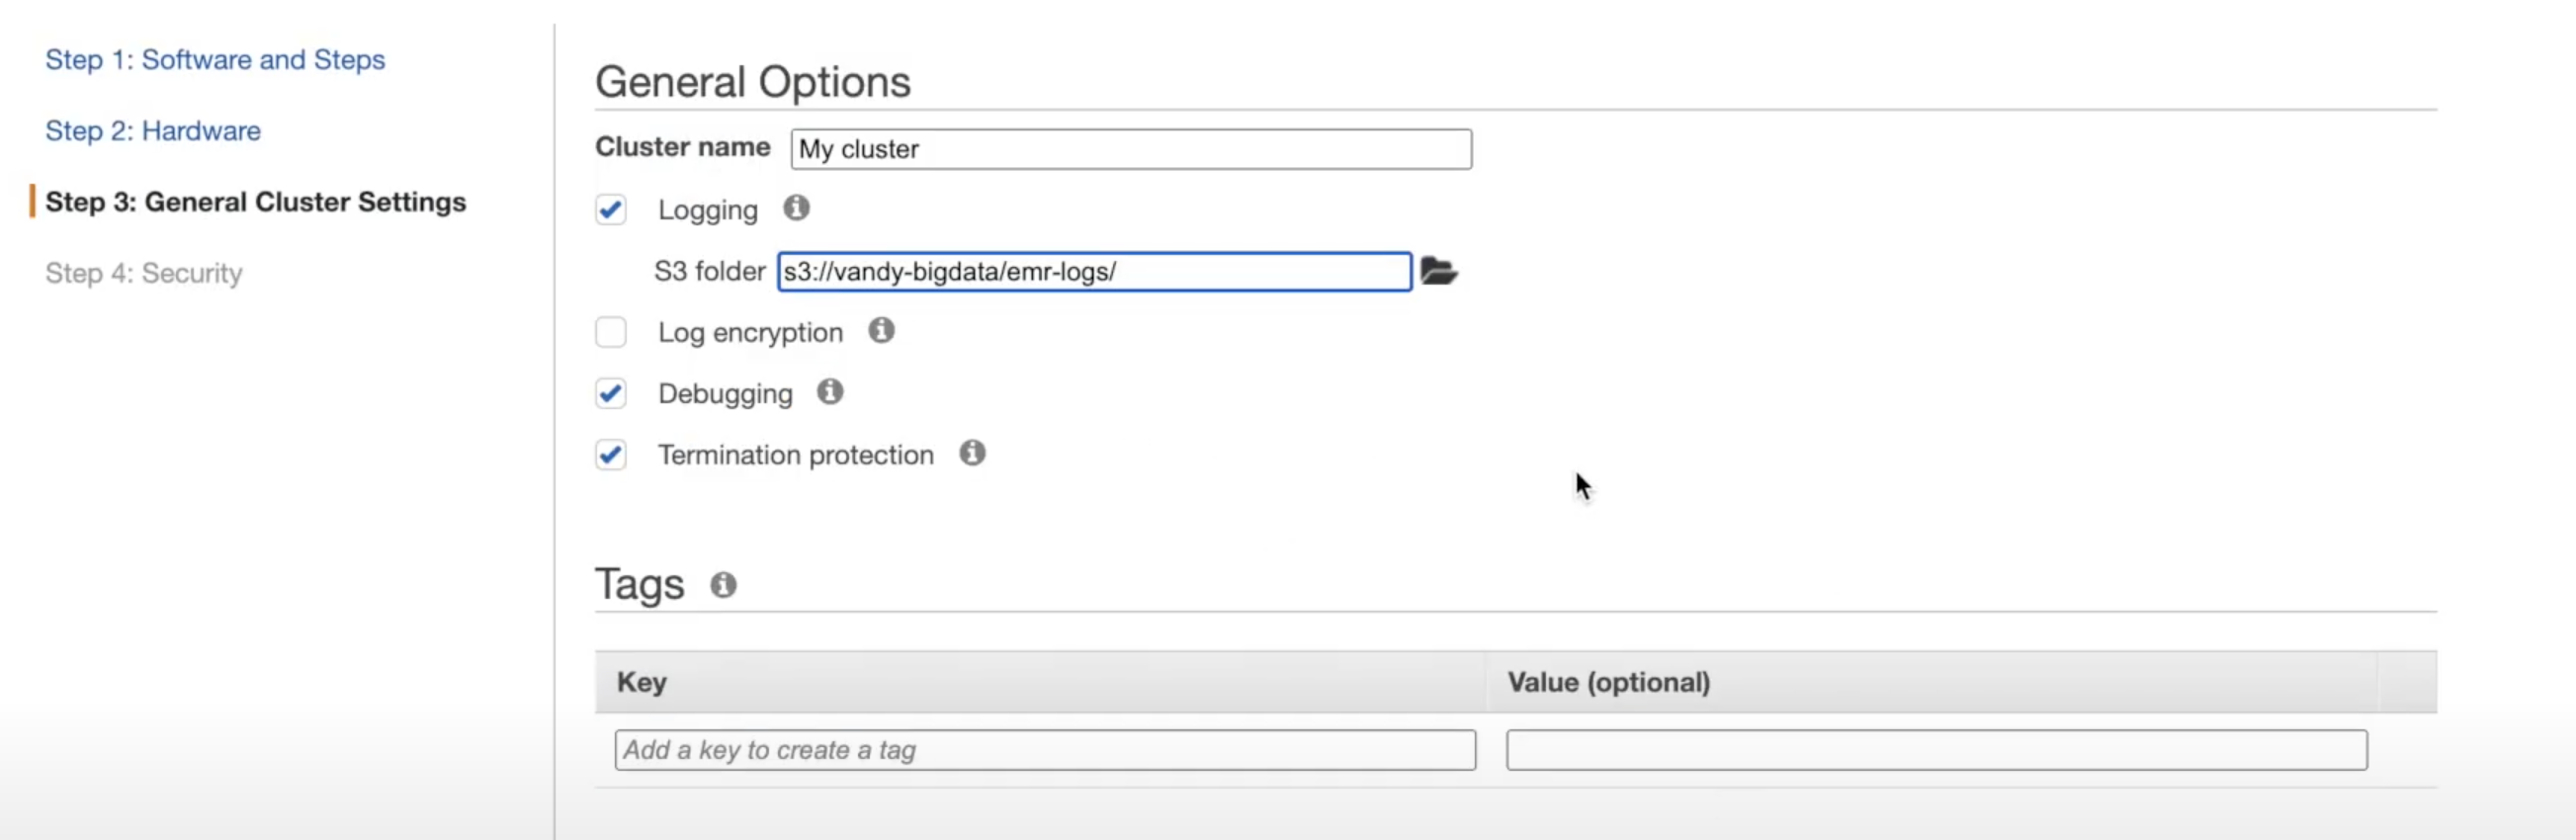 Step 1: Software and Steps
Step 2: Hardware
Step 3: General Cluster Settings
Step 4: Security
General Options
Cluster name My cluster
Logging
S3 folder s3://vandy-bigdata/emr-logs/
Log encryption
Debugging
Termination protection
Tags
Key Value (optional)
Add a key to create a tag